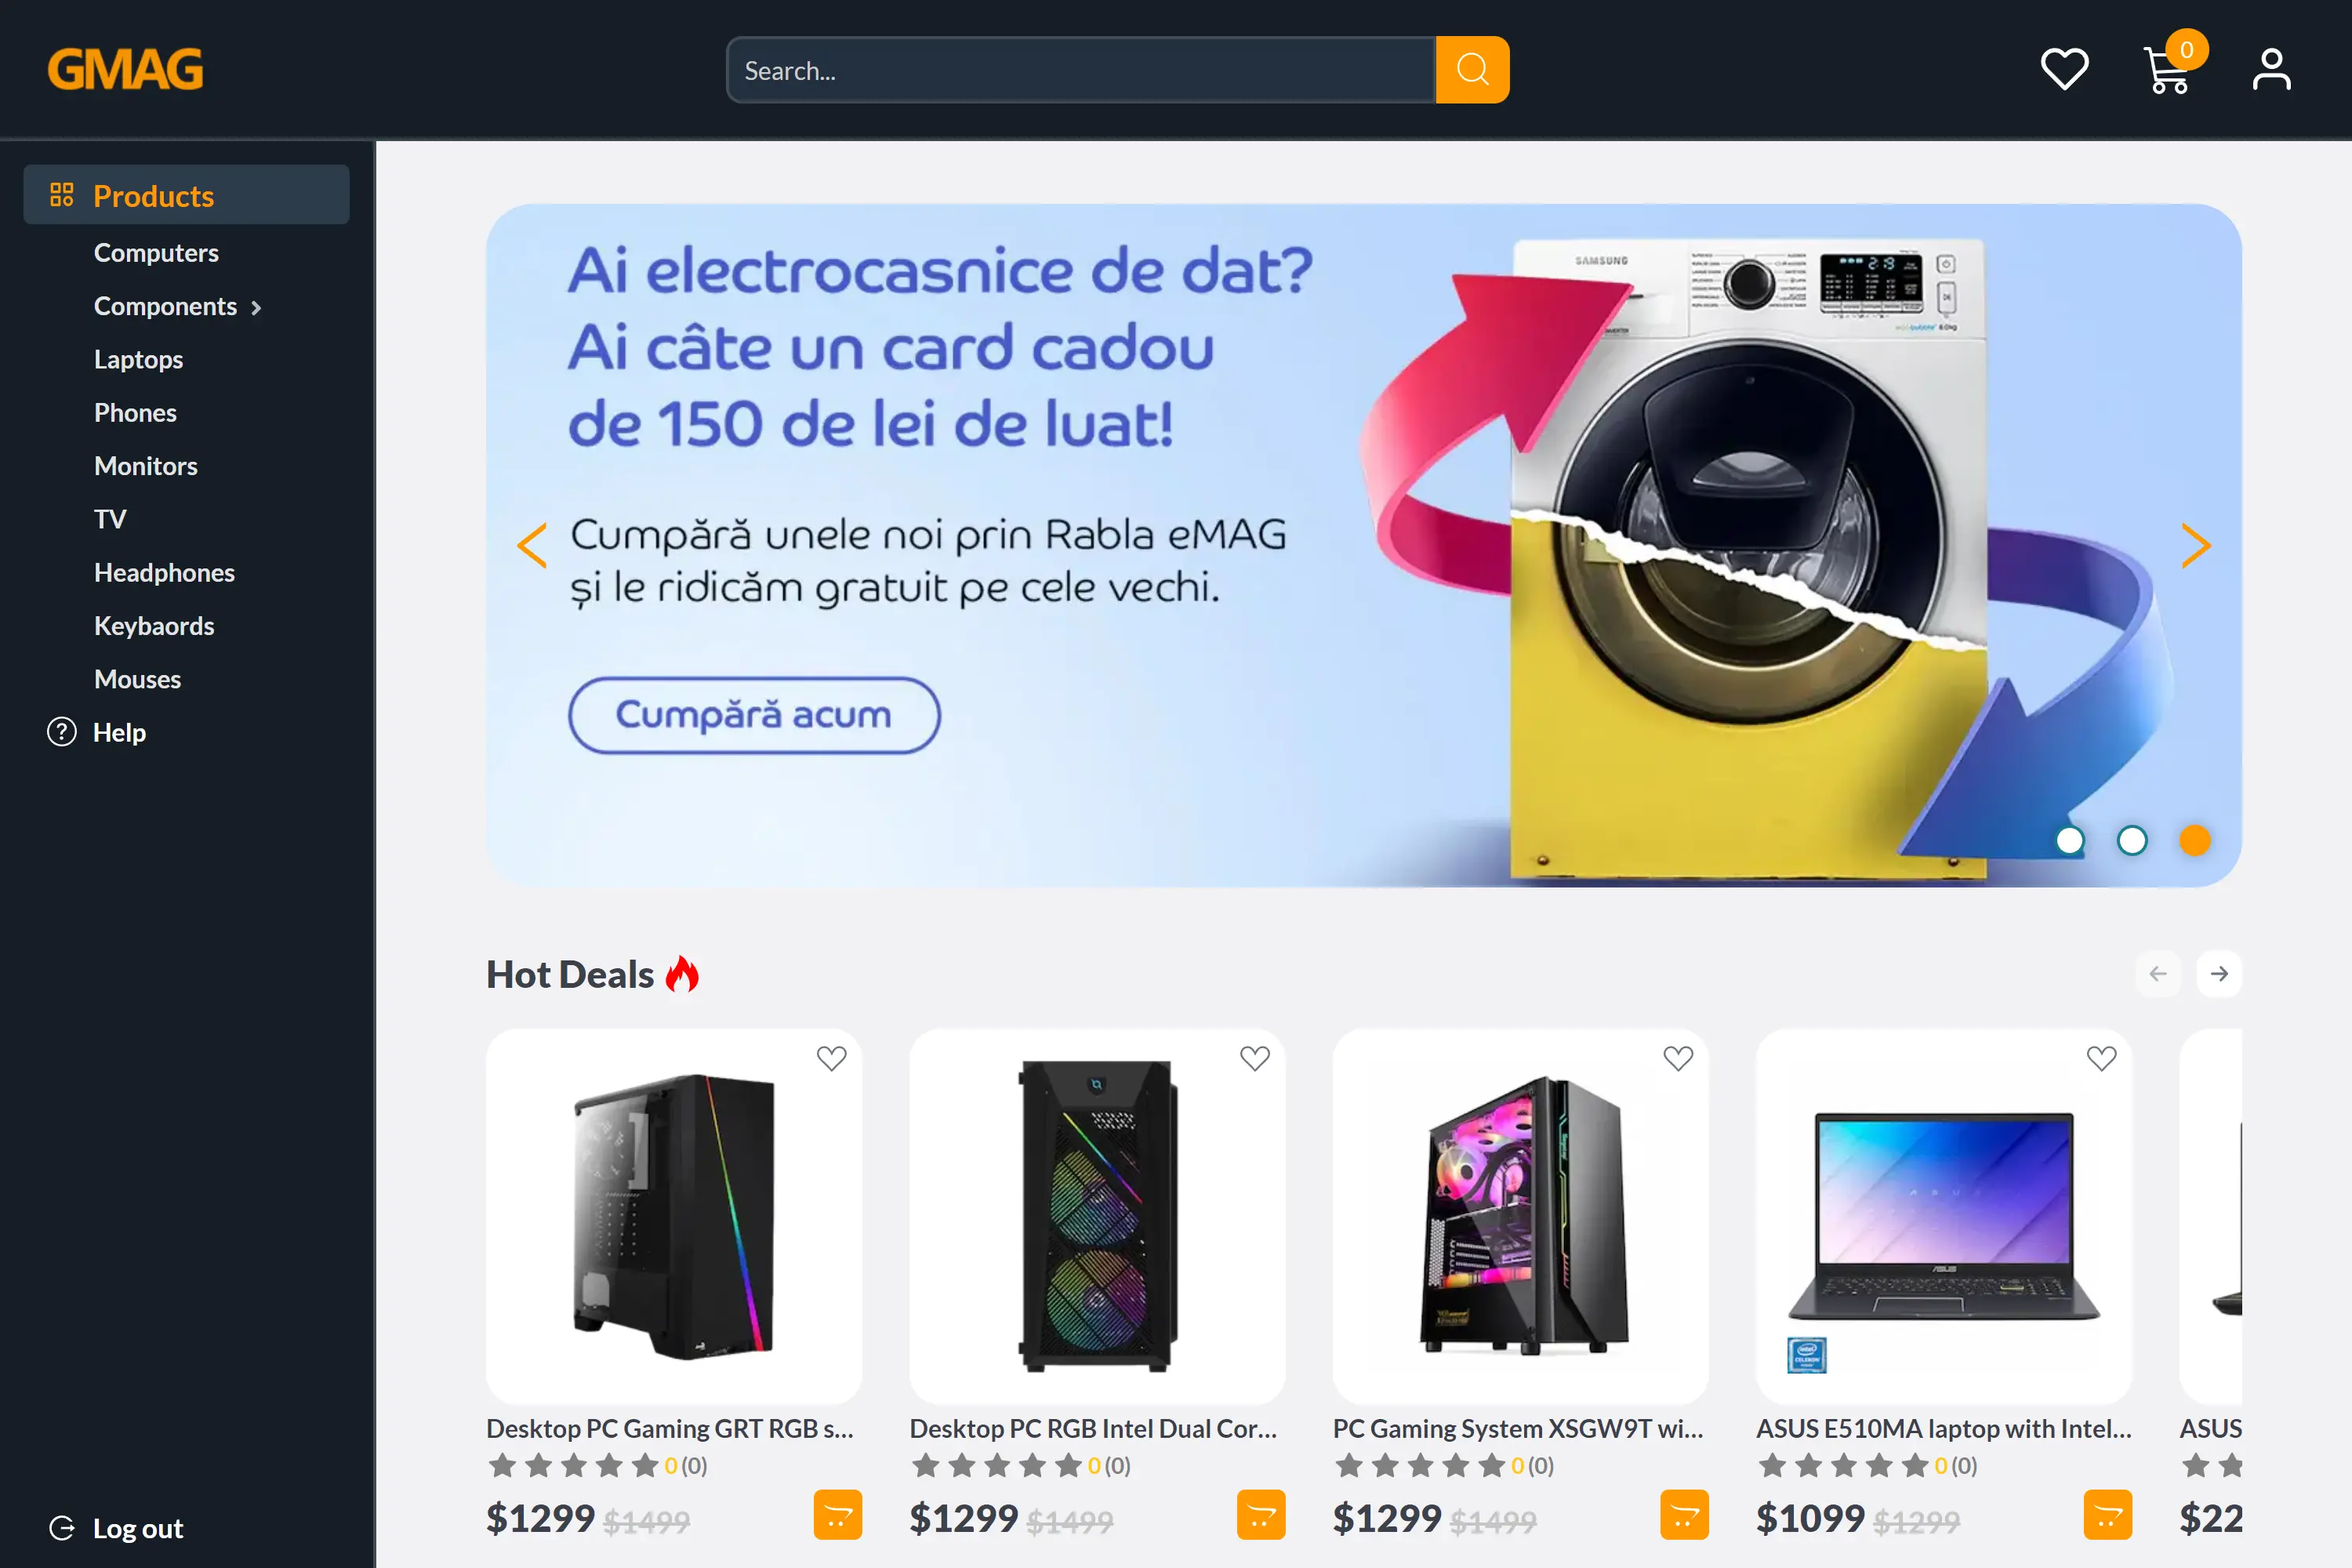 GMAG
Search...
0
Products
Computers
Components
Laptops
Phones
Monitors
TV
Headphones
Keybaords
Mouses
Help
Log out
Ai electrocasnice de dat?
Ai câte un card cadou
de 150 de lei de luat!
Cumpără unele noi prin Rabla eMAG
și le ridicăm gratuit pe cele vechi.
Cumpără acum
SAMSUNG
Hot Deals
Desktop PC Gaming GRT RGB s...
0 (0)
$1299 $1499
Desktop PC RGB Intel Dual Cor...
0 (0)
$1299 $1499
PC Gaming System XSGW9T wi...
0 (0)
$1299 $1499
ASUS
intel
CELERON
ASUS E510MA laptop with Intel...
0 (0)
$1099 $1299
ASUS
$22